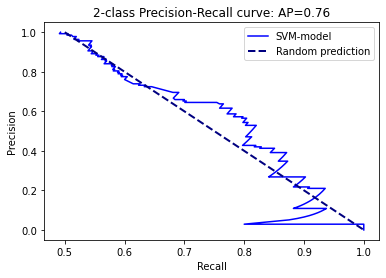 2-class Precision-Recall curve: AP=0.76
SVM-model
Random prediction
Precision
1.0
0.8
0.6
0.4
0.2
0.0
0.5
0.6
0.7
0.8
0.9
1.0
Recall